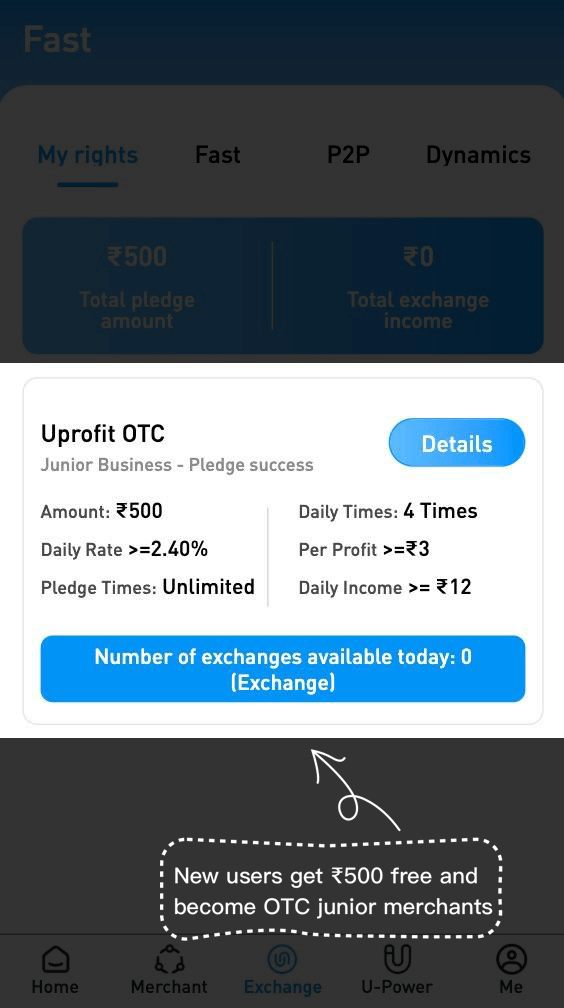 Fast
My rights Fast P2P Dynamics
₹500 ₹0
Total pledge Total exchange
amount income
Uprofit OTC
Details
Junior Business - Pledge success
Amount: ₹500 Daily Times: 4 Times
Daily Rate >=2.40% Per Profit >=₹3
Pledge Times: Unlimited Daily Income >= ₹12
Number of exchanges available today: 0
(Exchange)
New users get ₹500 free and
become OTC junior merchants
Home Merchant Exchange U-Power Me